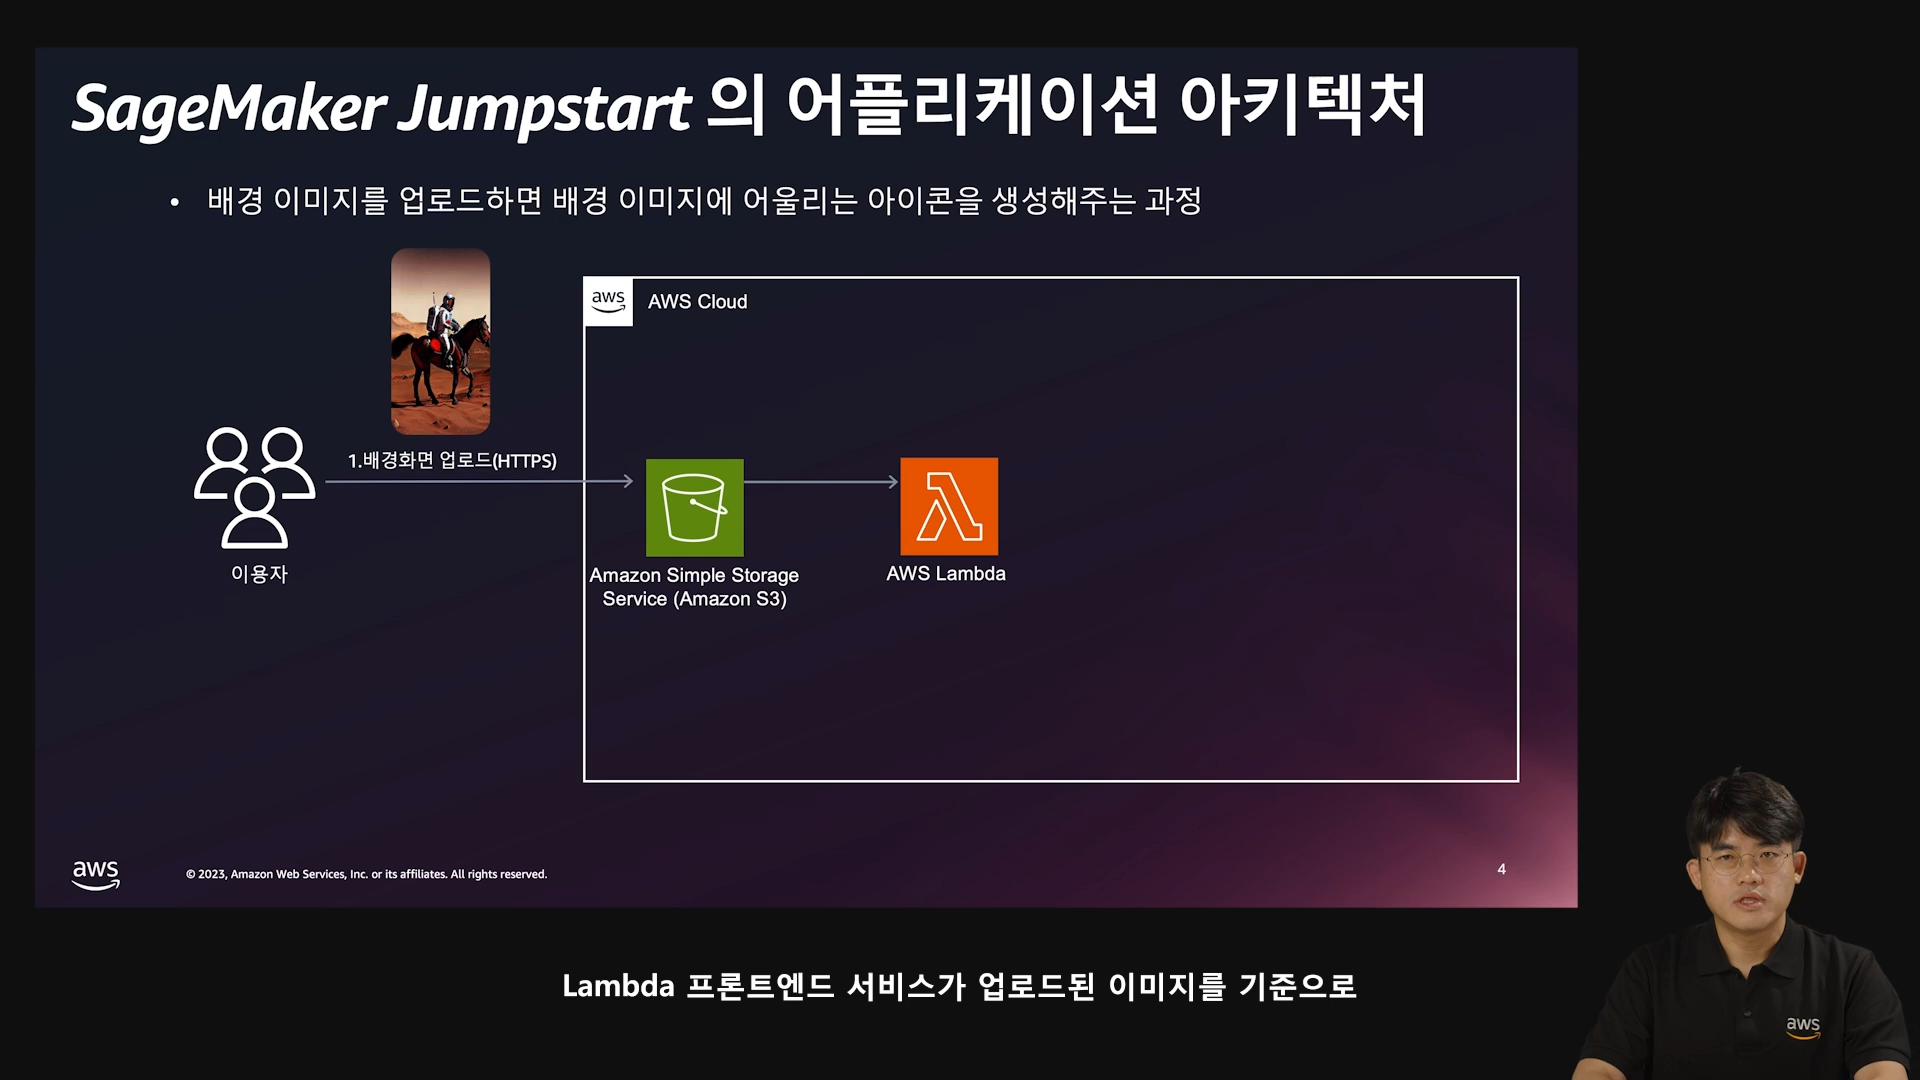 SageMaker Jumpstart 의 어플리케이션 아키텍처
• 배경 이미지를 업로드하면 배경 이미지에 어울리는 아이콘을 생성해주는 과정
aws
AWS Cloud
1.배경화면 업로드(HTTPS)
이용자
Amazon Simple Storage
Service (Amazon S3)
AWS Lambda
aws
© 2023, Amazon Web Services, Inc. or its affiliates. All rights reserved.
4
Lambda 프론트엔드 서비스가 업로드된 이미지를 기준으로
aws